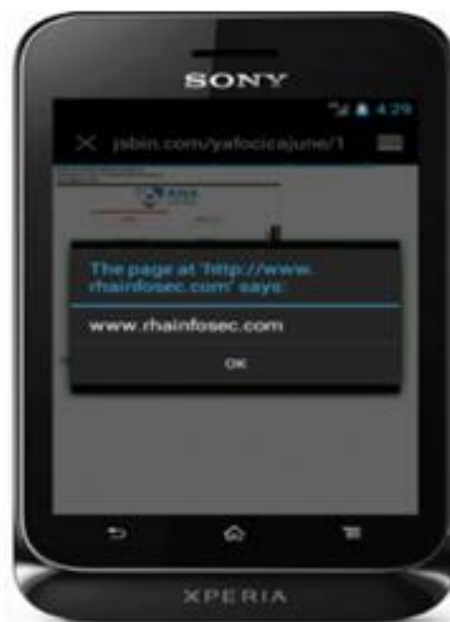 SONY
4:29
jsbin.com/yafocicajune/1
The page at 'http://www.
rhainfosec.com' says:
www.rhainfosec.com
OK
XPERIA